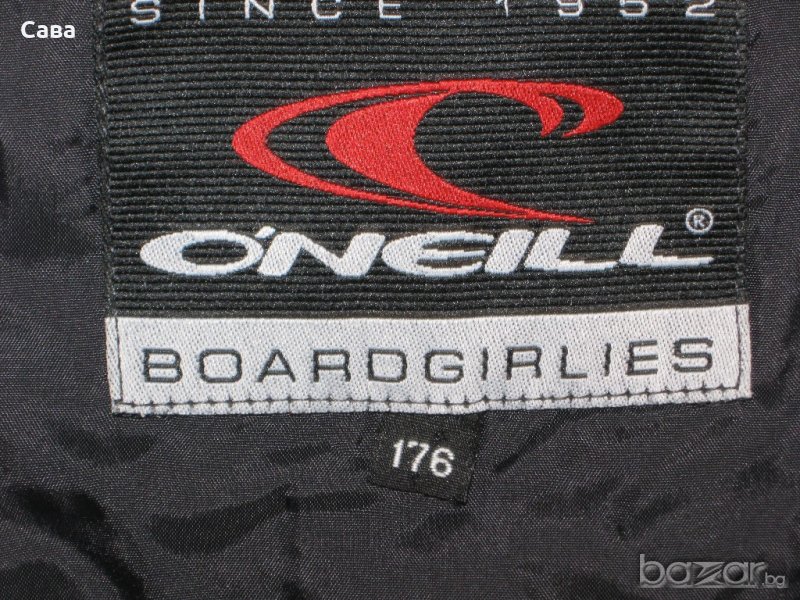 Сава
SINCE 1952
O'NEILL®
BOARDGIRLIES
176
bazar.bg